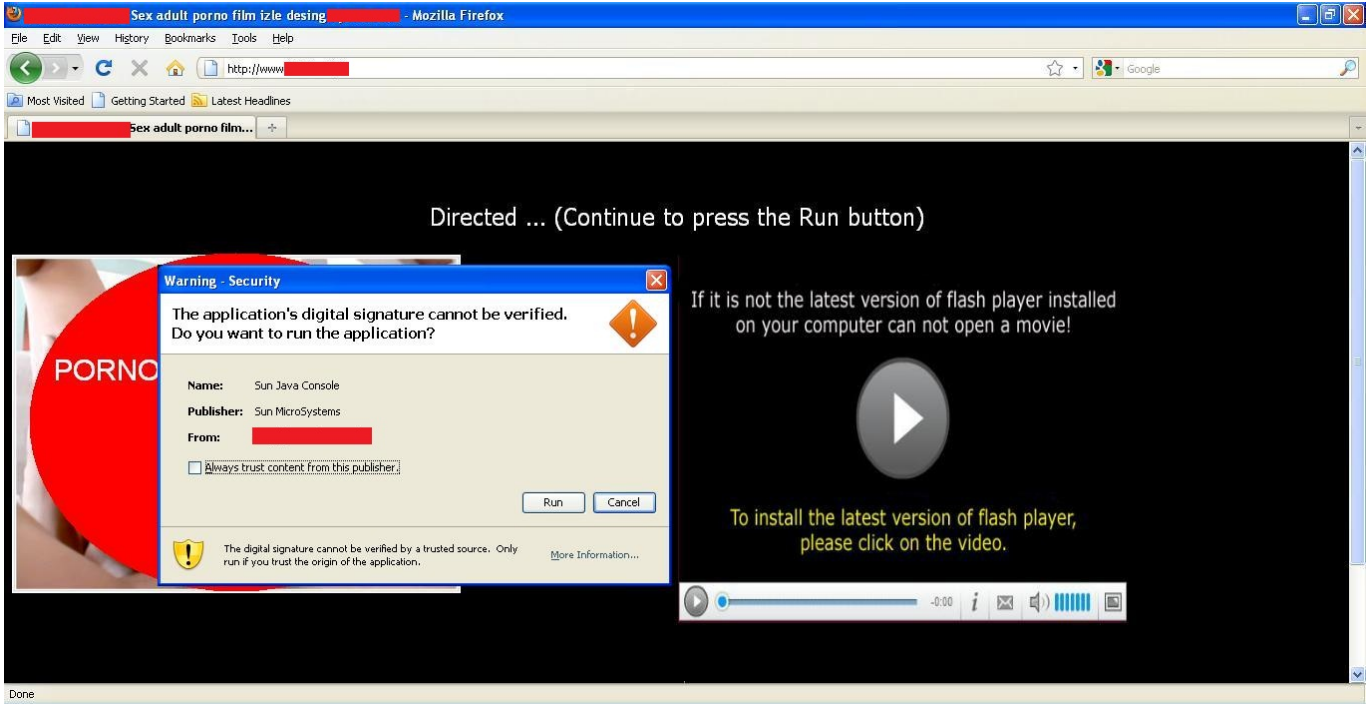 Sex adult porno film izle desing - Mozilla Firefox
File Edit View History Bookmarks Tools Help
http://www
Google
Most Visited Getting Started Latest Headlines
Sex adult porno film...
Directed ... (Continue to press the Run button)
PORNO
Warning - Security
The application's digital signature cannot be verified.
Do you want to run the application?
Name: Sun Java Console
Publisher: Sun MicroSystems
From:
Always trust content from this publisher.
Run Cancel
The digital signature cannot be verified by a trusted source. Only
run if you trust the origin of the application.
More Information...
If it is not the latest version of flash player installed
on your computer can not open a movie!
To install the latest version of flash player,
please click on the video.
-0:00
Done